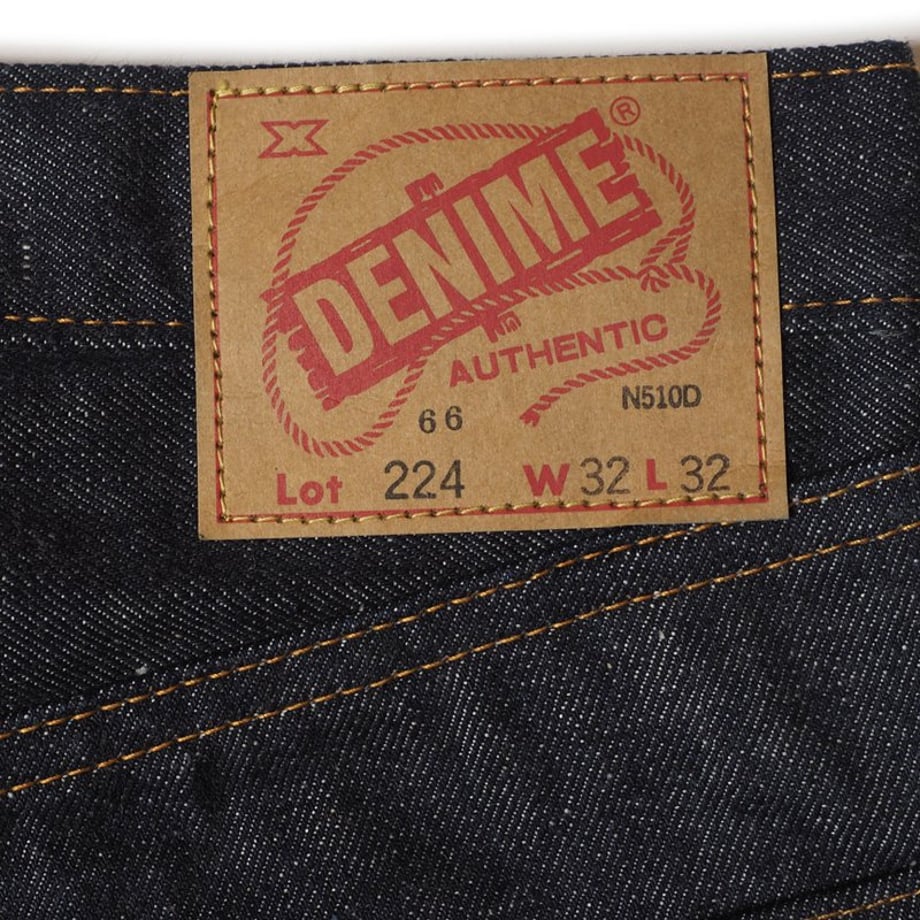 X
DENIME ®
AUTHENTIC
66 N510D
Lot 224 W 32 L 32